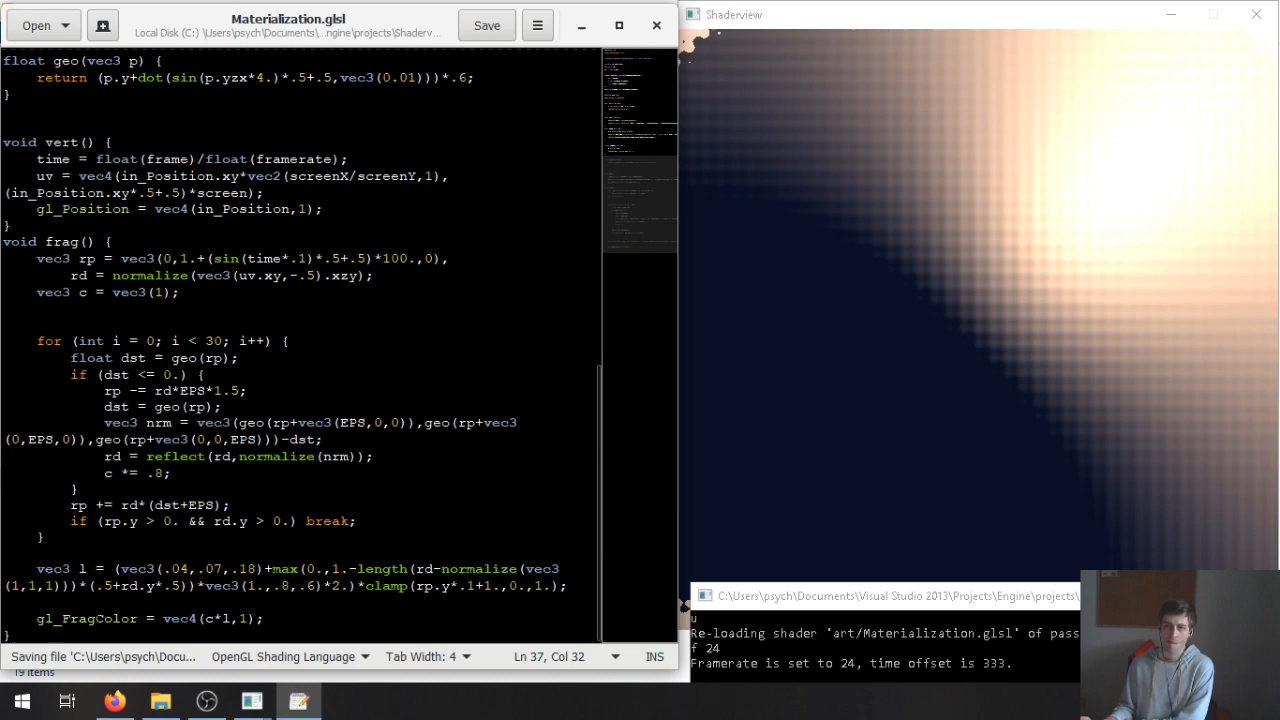 Open
Materialization.glsl
Local Disk (C:) \Users\psych\Documents\...ngine\projects\Shaderv...
Save
Shaderview
float geo(vec3 p) {
return (p.y+dot(sin(p.yzx*4.)*.5+.5,vec3(0.01)))*.6;
}
void vert() {
time = float(frame)/float(framerate);
uv = vec4(in_Position.xy*vec2(screenX/screenY,1),
(in_Position.xy*.5+.5)*screen);
gl_Position = vec4(in_Position,1);
}
void frag() {
vec3 rp = vec3(0,1.+(sin(time*.1)*.5+.5)*100.,0),
rd = normalize(vec3(uv.xy,-.5).xzy);
vec3 c = vec3(1);
for (int i = 0; i < 30; i++) {
float dst = geo(rp);
if (dst <= 0.) {
rp -= rd*EPS*1.5;
dst = geo(rp);
vec3 nrm = vec3(geo(rp+vec3(EPS,0,0)),geo(rp+vec3
(0,EPS,0)),geo(rp+vec3(0,0,EPS)))-dst;
rd = reflect(rd,normalize(nrm));
c *= .8;
}
rp += rd*(dst+EPS);
if (rp.y > 0. && rd.y > 0.) break;
}
vec3 l = (vec3(.04,.07,.18)+max(0.,1.-length(rd-normalize(vec3
(1,1,1)))*(.5+rd.y*.5))*vec3(1.,.8,.6)*2.)*clamp(rp.y*.1+1.,0.,1.);
gl_FragColor = vec4(c*l,1);
}
Saving file 'C:\Users\psych\Docu...
OpenGL Shading Language
Tab Width: 4
Ln 37, Col 32
INS
19 items
C:\Users\psych\Documents\Visual Studio 2013\Projects\Engine\projects\
u
Re-loading shader 'art/Materialization.glsl' of pass
f 24
Framerate is set to 24, time offset is 333.